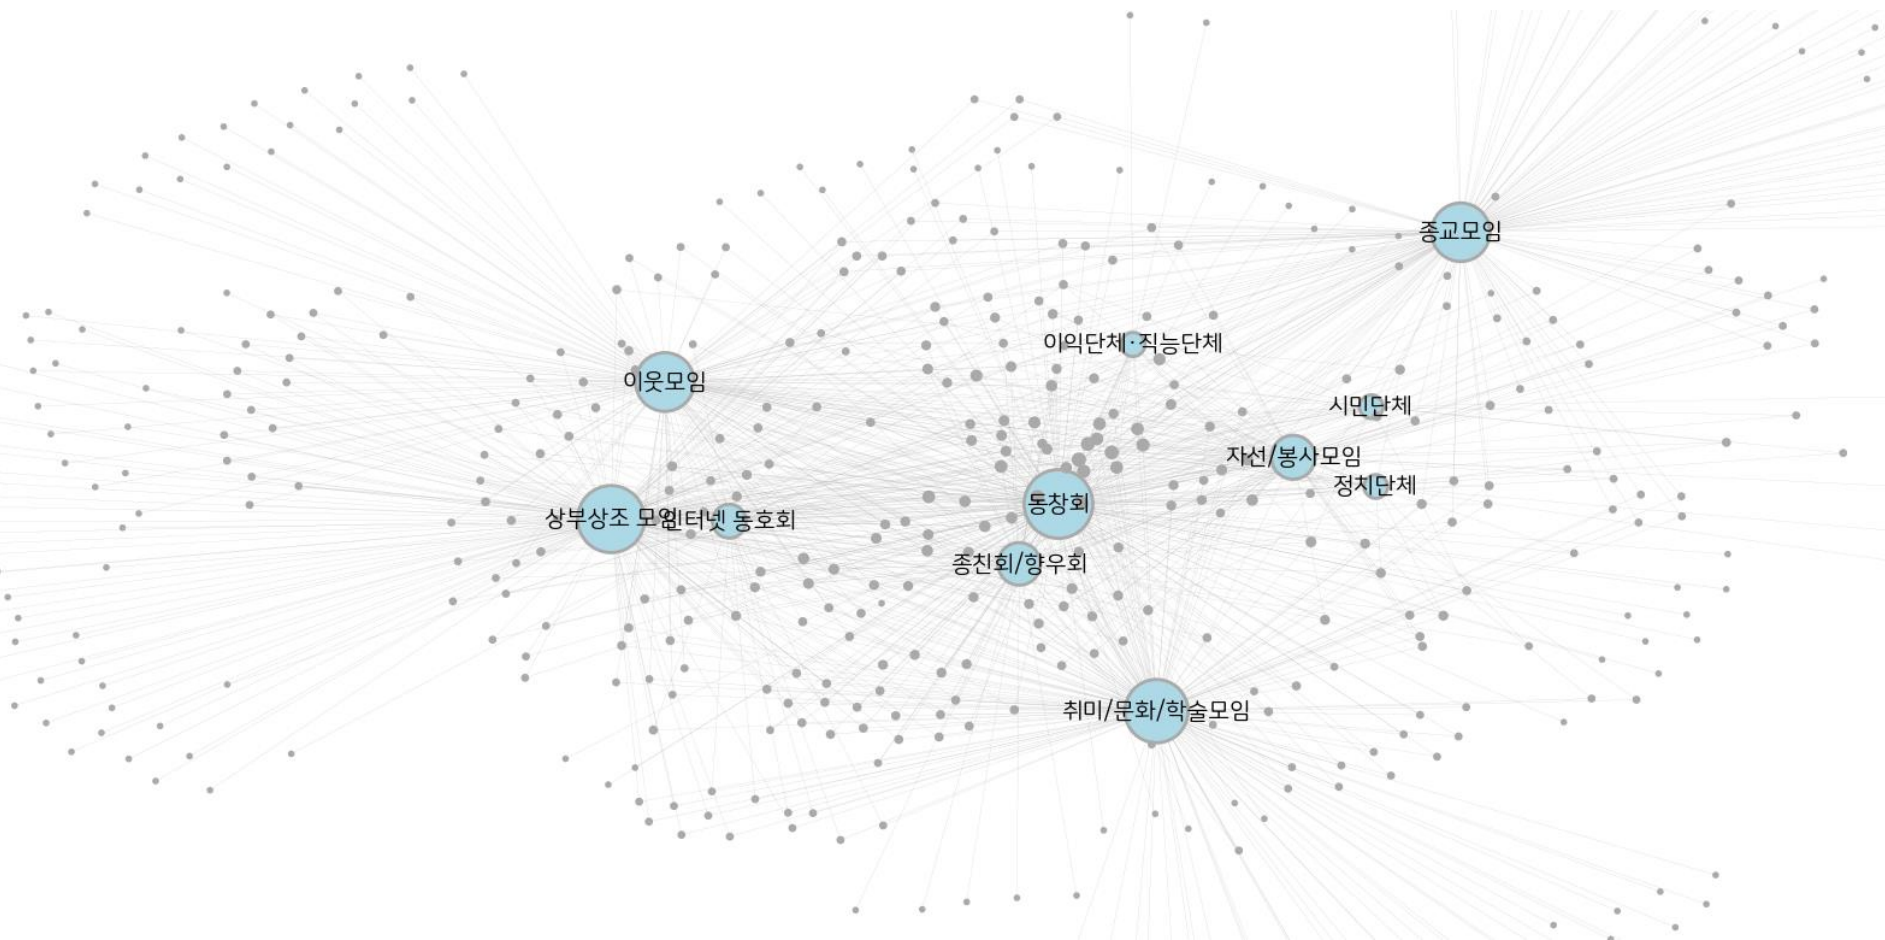 종교모임
이익단체·직능단체
이웃모임
시민단체
자선/봉사모임
정치단체
동창회
상부상조 모임
인터넷 동호회
종친회/향우회
취미/문화/학술모임